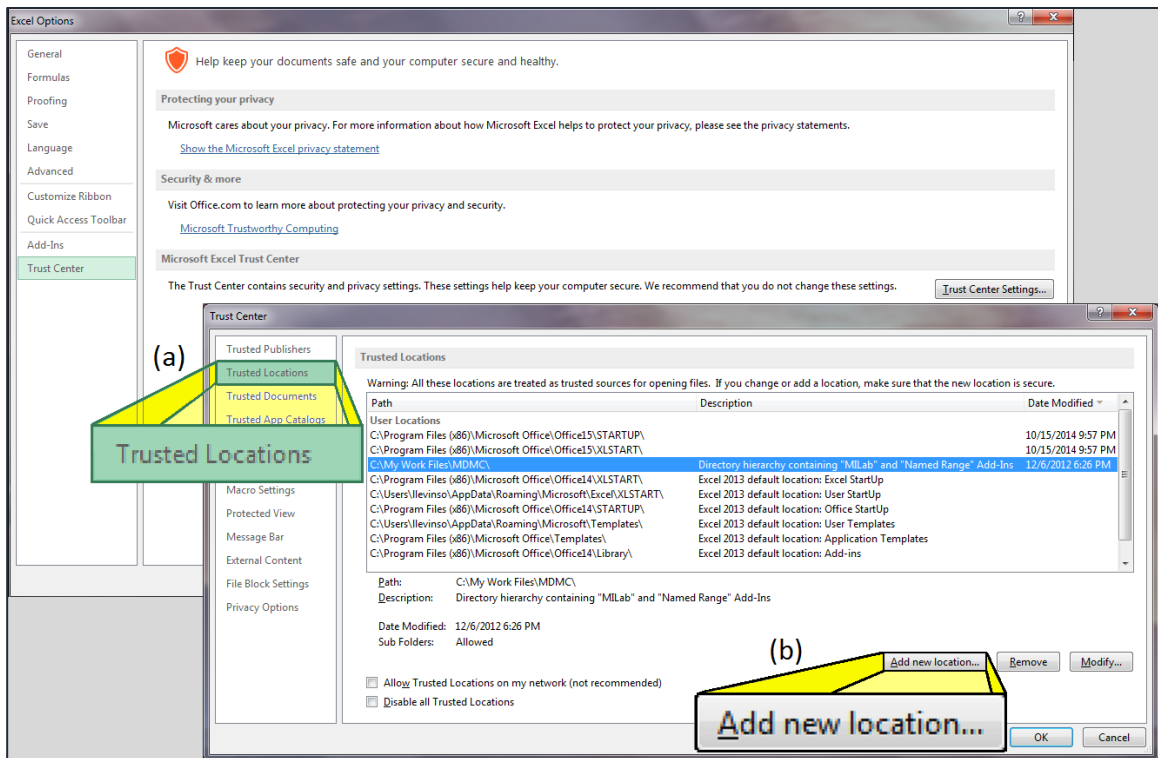 Excel Options
General
Formulas
Proofing
Save
Language
Advanced
Customize Ribbon
Quick Access Toolbar
Add-Ins
Trust Center
Help keep your documents safe and your computer secure and healthy.
Protecting your privacy
Microsoft cares about your privacy. For more information about how Microsoft Excel helps to protect your privacy, please see the privacy statements.
Show the Microsoft Excel privacy statement
Security & more
Visit Office.com to learn more about protecting your privacy and security.
Microsoft Trustworthy Computing
Microsoft Excel Trust Center
The Trust Center contains security and privacy settings. These settings help keep your computer secure. We recommend that you do not change these settings.
Trust Center Settings...
Trust Center
(a)
Trusted Publishers
Trusted Locations
Trusted Documents
Trusted App Catalogs
Trusted Locations
Macro Settings
Protected View
Message Bar
External Content
File Block Settings
Privacy Options
Trusted Locations
Warning: All these locations are treated as trusted sources for opening files. If you change or add a location, make sure that the new location is secure.
Path Description Date Modified
User Locations
C:\Program Files (x86)\Microsoft Office\Office15\STARTUP\ 10/15/2014 9:57 PM
C:\Program Files (x86)\Microsoft Office\Office15\XLSTART\ 10/15/2014 9:57 PM
C:\My Work Files\MDMC\ Directory hierarchy containing "MILab" and "Named Range" Add-Ins 12/6/2012 6:26 PM
C:\Program Files (x86)\Microsoft Office\Office14\XLSTART\ Excel 2013 default location: Excel StartUp
C:\Users\llevinso\AppData\Roaming\Microsoft\Excel\XLSTART\ Excel 2013 default location: User StartUp
C:\Program Files (x86)\Microsoft Office\Office14\STARTUP\ Excel 2013 default location: Office StartUp
C:\Users\llevinso\AppData\Roaming\Microsoft\Templates\ Excel 2013 default location: User Templates
C:\Program Files (x86)\Microsoft Office\Templates\ Excel 2013 default location: Application Templates
C:\Program Files (x86)\Microsoft Office\Office14\Library\ Excel 2013 default location: Add-ins
Path: C:\My Work Files\MDMC\
Description: Directory hierarchy containing "MILab" and "Named Range" Add-Ins
Date Modified: 12/6/2012 6:26 PM
Sub Folders: Allowed
(b)
Add new location... Remove Modify...
Allow Trusted Locations on my network (not recommended)
Disable all Trusted Locations
Add new location...
OK Cancel